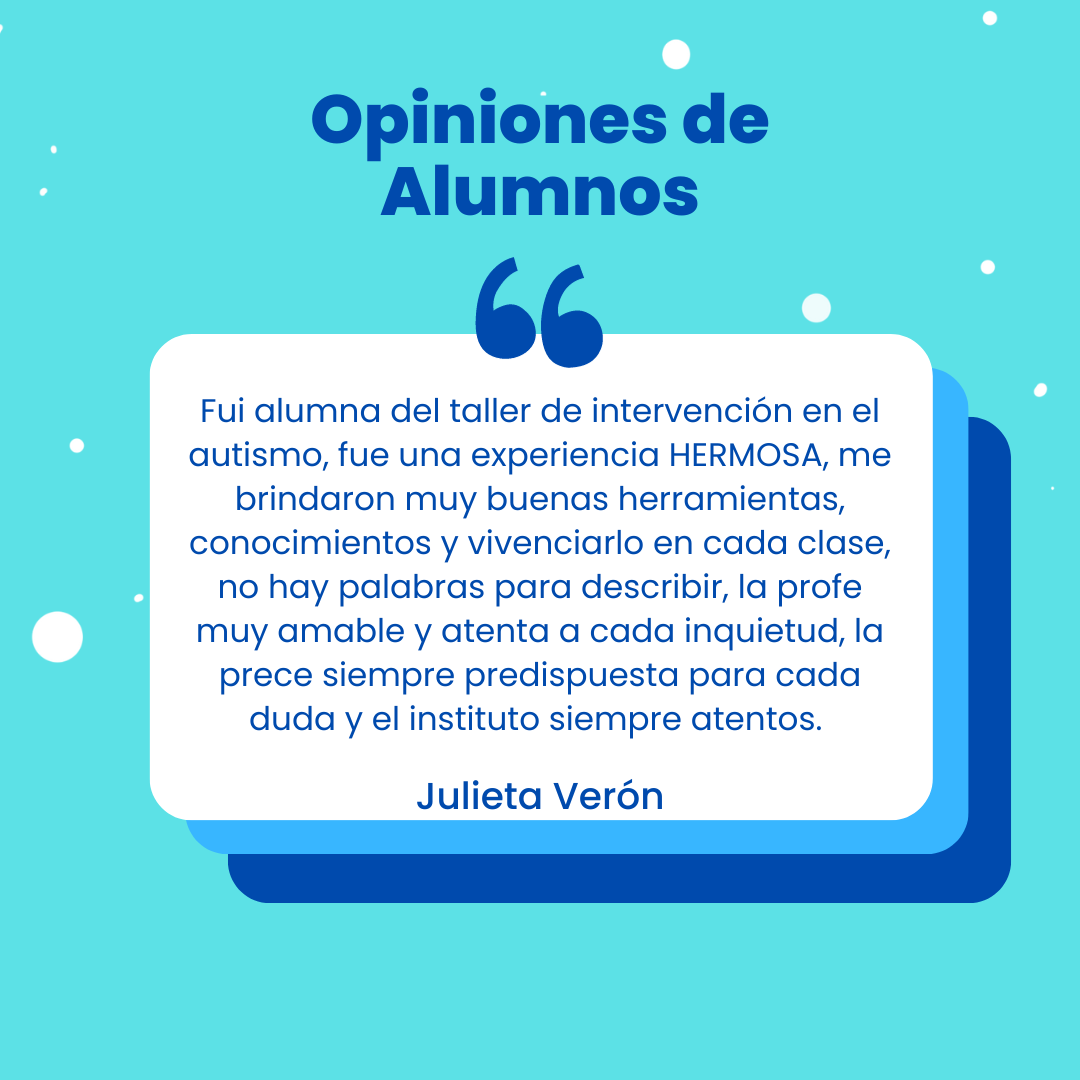 Opiniones de
Alumnos
Fui alumna del taller de intervención en el
autismo, fue una experiencia HERMOSA, me
brindaron muy buenas herramientas,
conocimientos y vivenciarlo en cada clase,
no hay palabras para describir, la profe
muy amable y atenta a cada inquietud, la
prece siempre predispuesta para cada
duda y el instituto siempre atentos.
Julieta Verón